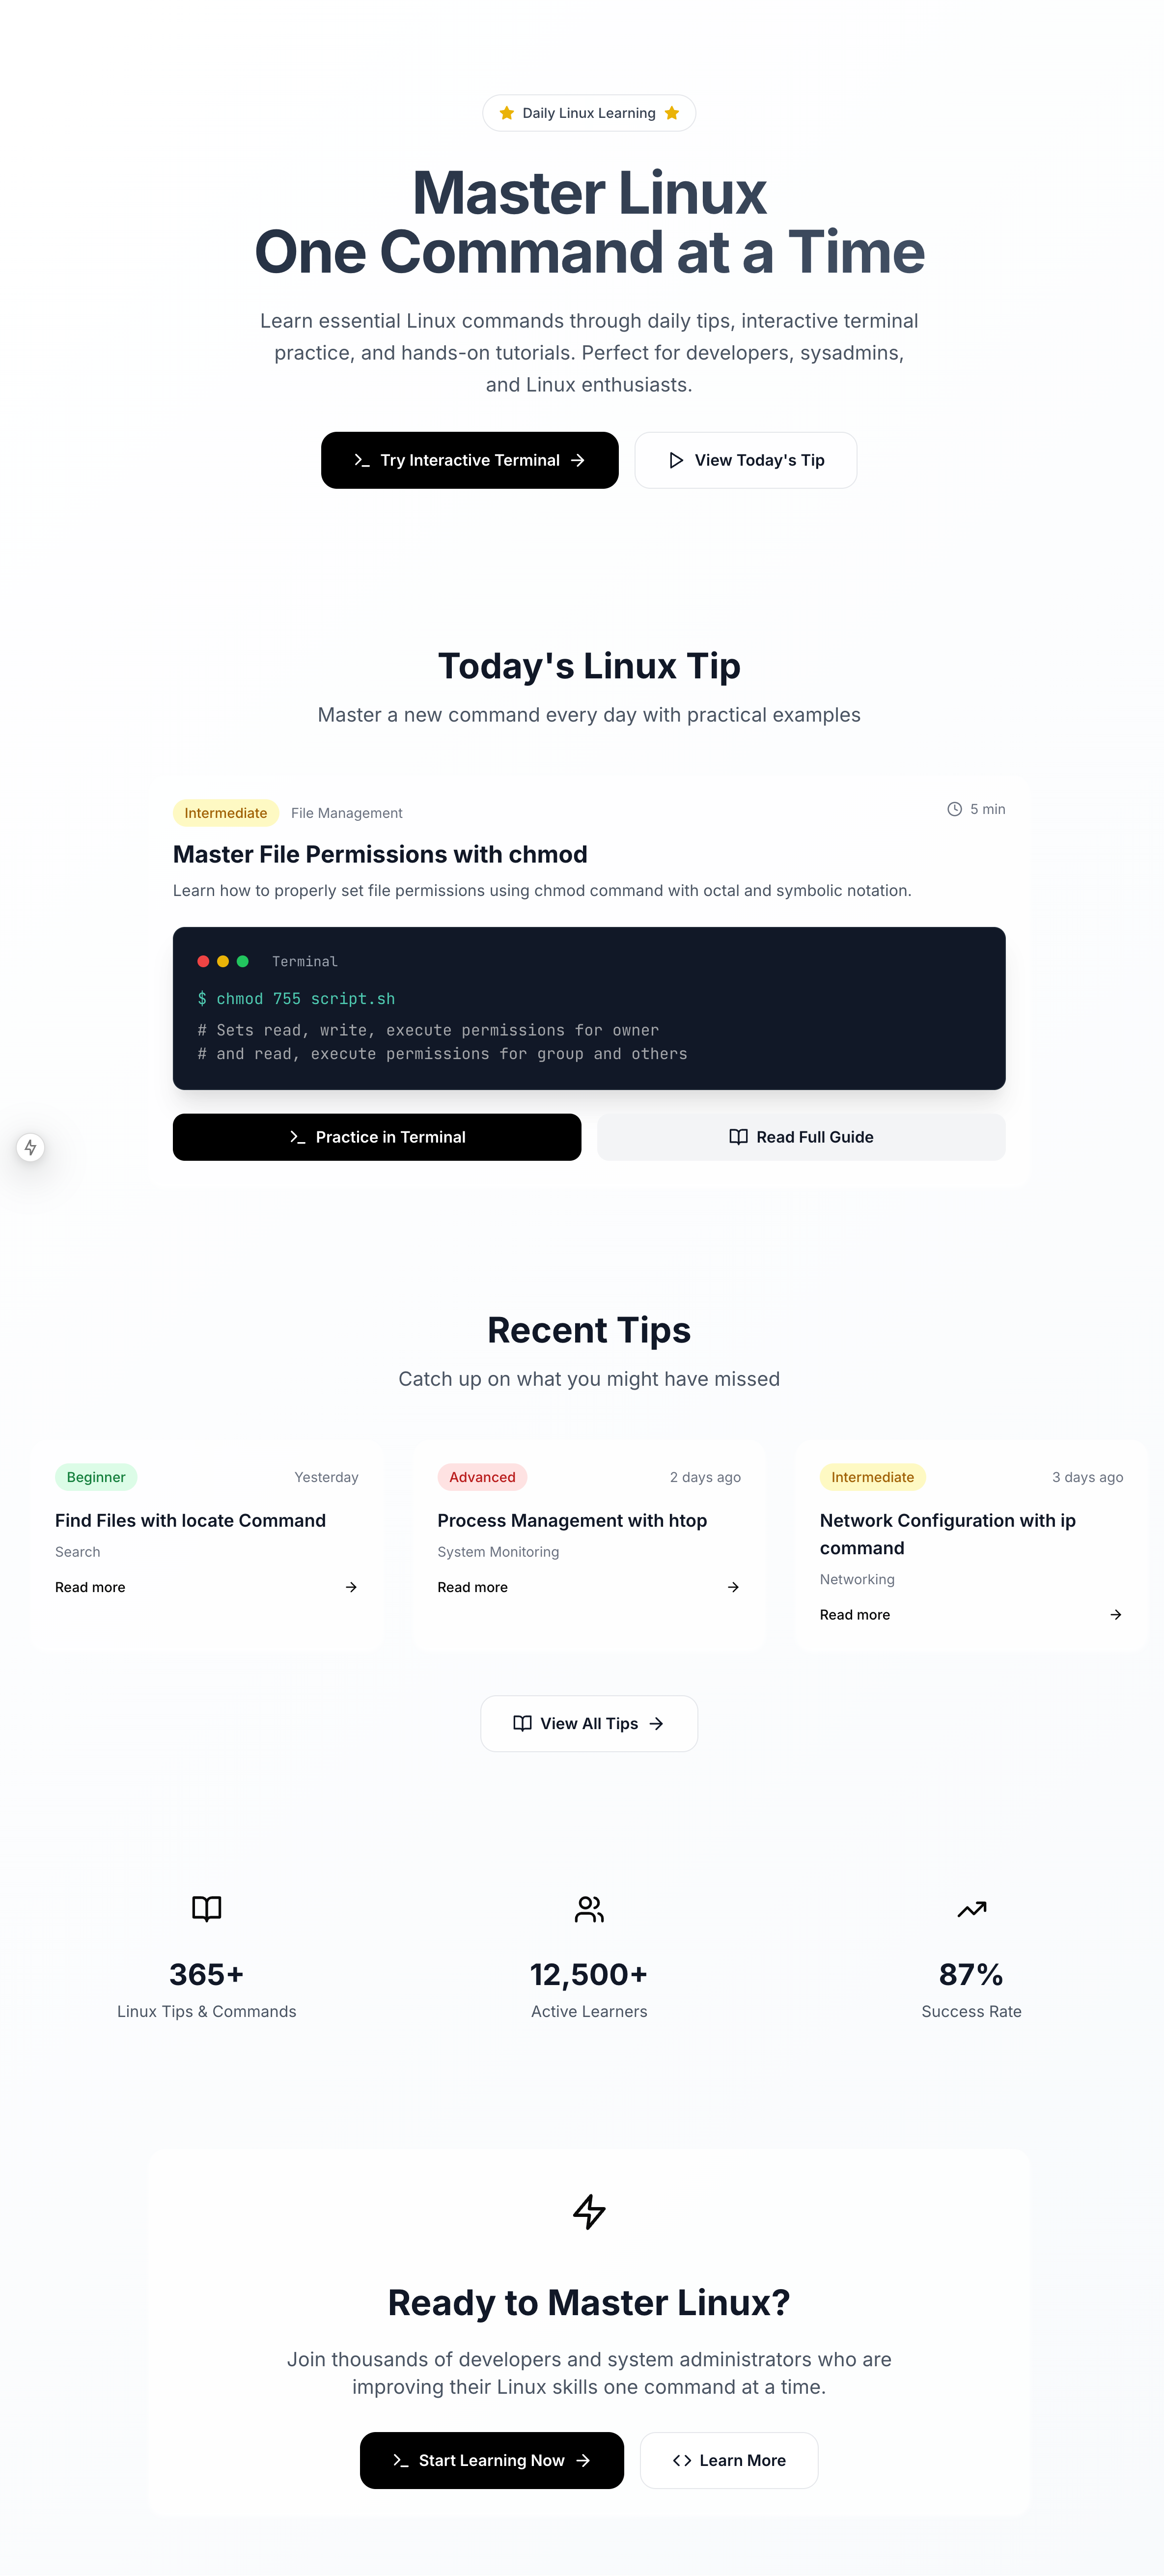 Daily Linux Learning
Master Linux
One Command at a Time
Learn essential Linux commands through daily tips, interactive terminal
practice, and hands-on tutorials. Perfect for developers, sysadmins,
and Linux enthusiasts.
Try Interactive Terminal
View Today's Tip
Today's Linux Tip
Master a new command every day with practical examples
Intermediate
File Management
5 min
Master File Permissions with chmod
Learn how to properly set file permissions using chmod command with octal and symbolic notation.
Terminal
$ chmod 755 script.sh
# Sets read, write, execute permissions for owner
# and read, execute permissions for group and others
Practice in Terminal
Read Full Guide
Recent Tips
Catch up on what you might have missed
Beginner
Yesterday
Find Files with locate Command
Search
Read more
Advanced
2 days ago
Process Management with htop
System Monitoring
Read more
Intermediate
3 days ago
Network Configuration with ip
command
Networking
Read more
View All Tips
365+
Linux Tips & Commands
12,500+
Active Learners
87%
Success Rate
Ready to Master Linux?
Join thousands of developers and system administrators who are
improving their Linux skills one command at a time.
Start Learning Now
Learn More